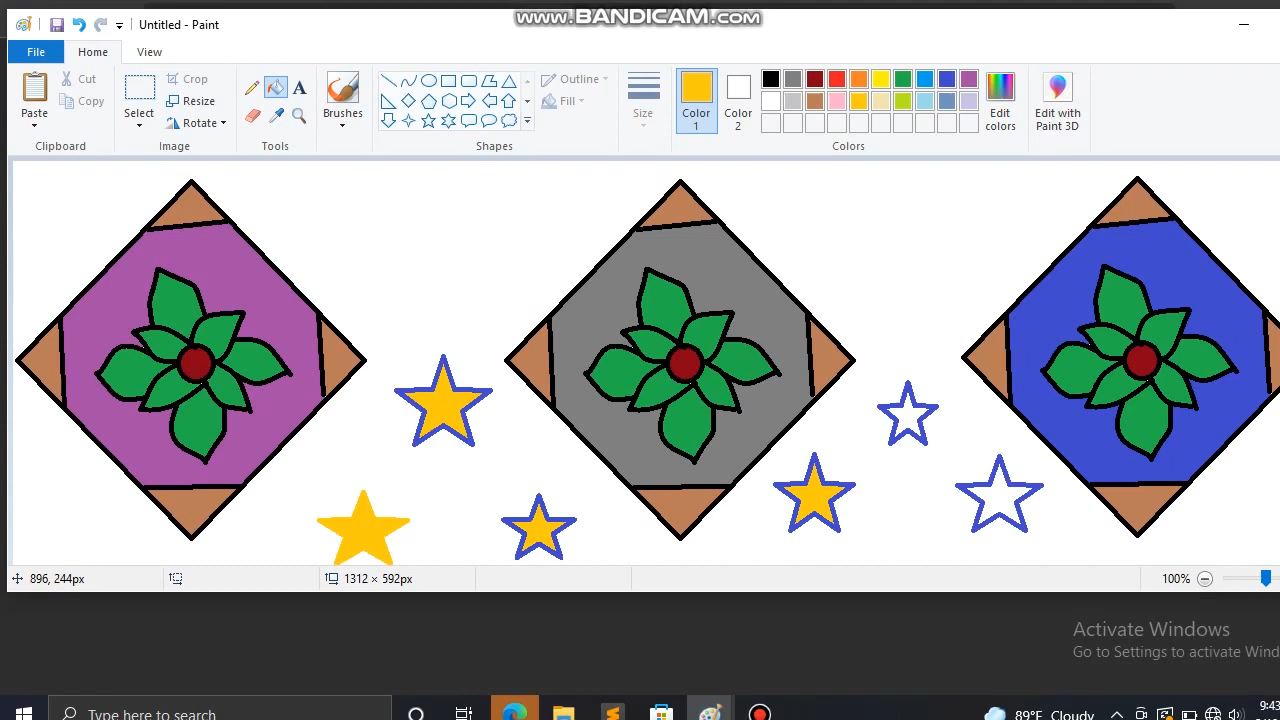 www.BANDICAM.com
Untitled - Paint
File Home View
Paste
Cut
Copy
Clipboard
Select
Crop
Resize
Rotate
Image
A
Tools
Brushes
Shapes
Outline
Fill
Size
Color 1
Color 2
Edit colors
Colors
Edit with Paint 3D
896, 244px
1312 × 592px
100%
Activate Windows
Go to Settings to activate Wind
Type here to search
89°F Cloudy
9:43